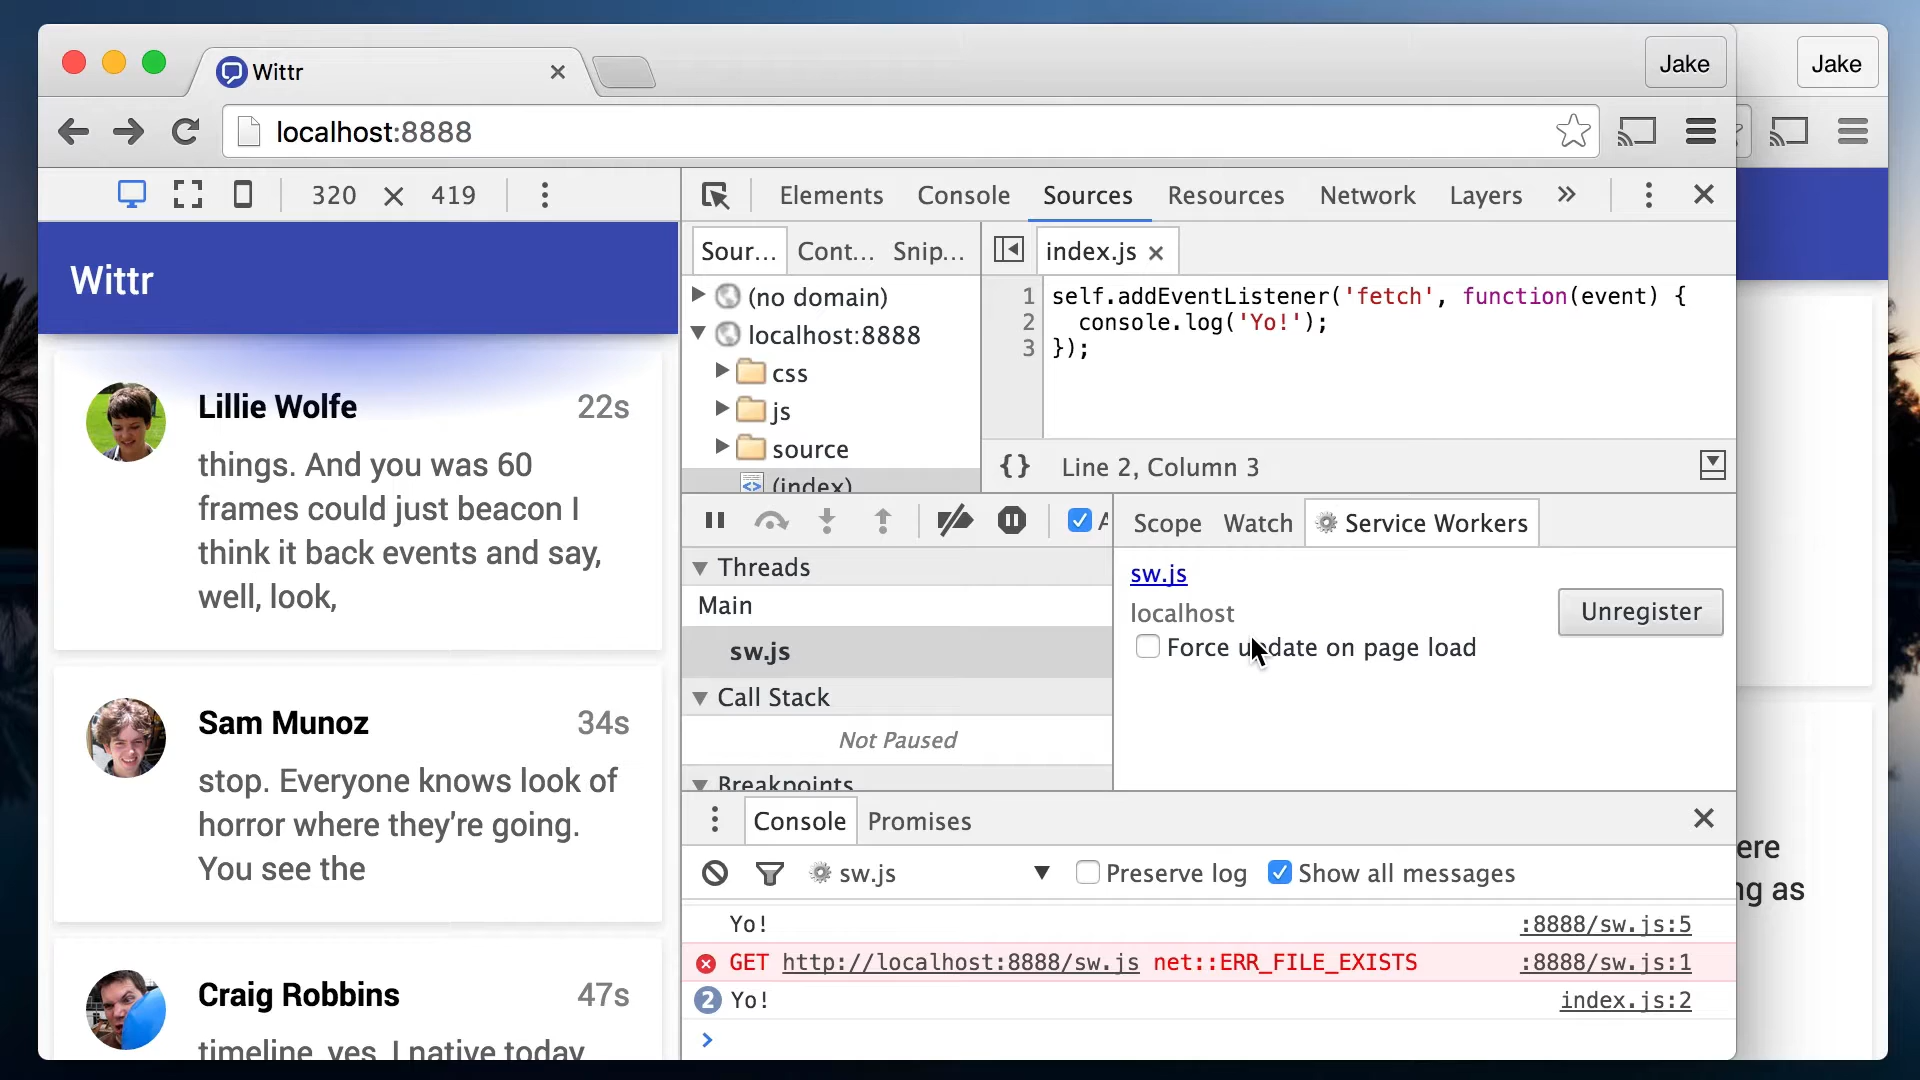 Wittr
Jake
Jake
localhost:8888
320
419
Elements
Console
Sources
Resources
Network
Layers
Wittr
Sour...
Cont...
Snip...
index.js
(no domain)
localhost:8888
css
js
source
(index)
1 self.addEventListener('fetch', function(event) {
2 console.log('Yo!');
3 });
{} Line 2, Column 3
Lillie Wolfe 22s
things. And you was 60
frames could just beacon I
think it back events and say,
well, look,
Sam Munoz 34s
stop. Everyone knows look of
horror where they're going.
You see the
Craig Robbins 47s
timeline, yes, I native today
A
Threads
Main
sw.js
Call Stack
Not Paused
Breakpoints
Scope
Watch
Service Workers
sw.js
localhost
Unregister
Force update on page load
Console
Promises
sw.js
Preserve log
Show all messages
Yo! :8888/sw.js:5
GET http://localhost:8888/sw.js net::ERR_FILE_EXISTS :8888/sw.js:1
2 Yo! index.js:2
>
ere
ng as